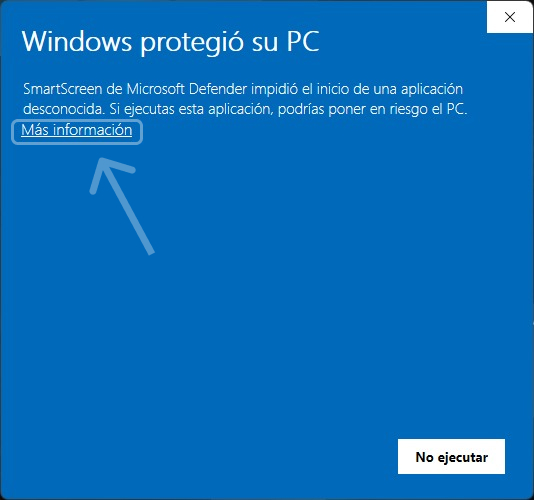 Windows protegió su PC
SmartScreen de Microsoft Defender impidió el inicio de una aplicación
desconocida. Si ejecutas esta aplicación, podrías poner en riesgo el PC.
Más información
No ejecutar